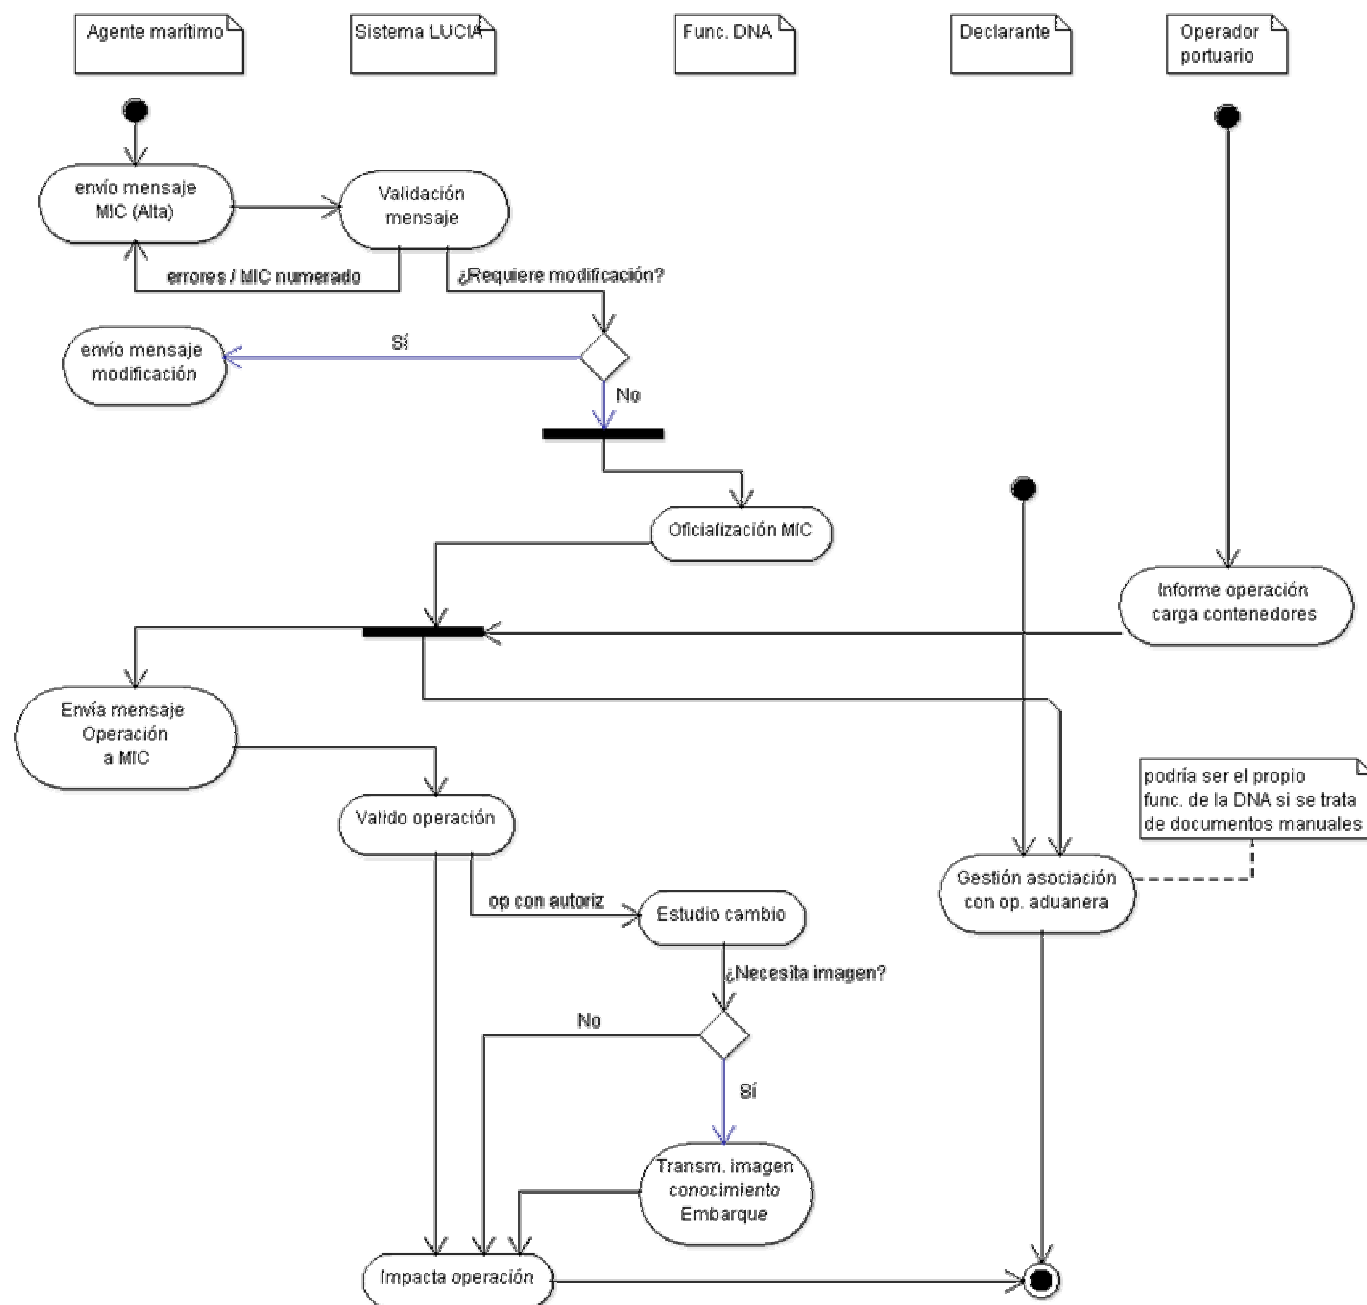 Agente marítimo
Sistema LUCIA
Func. DNA
Declarante
Operador
portuario
envío mensaje
MIC (Alta)
Validación
mensaje
errores / MIC numerado
¿Requiere modificación?
envío mensaje
modificación
Sí
No
Oficialización MIC
Informe operación
carga contenedores
Envía mensaje
Operación
a MIC
podría ser el propio
func. de la DNA si se trata
de documentos manuales
Valido operación
Gestión asociación
con op. aduanera
op con autoriz
Estudio cambio
¿Necesita imagen?
No
Sí
Transm. imagen
conocimiento
Embarque
Impacta operación